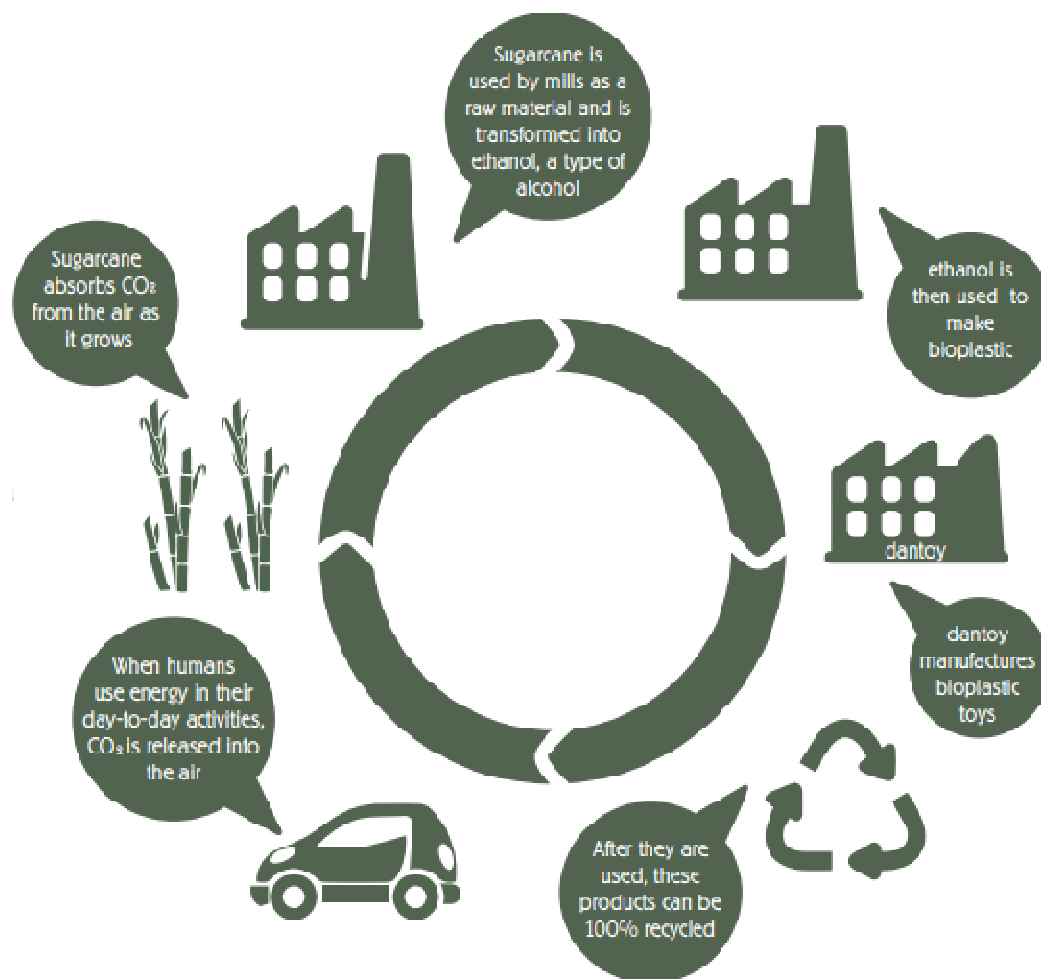 Sugarcane is
used by mills as a
raw material and is
transformed into
ethanol, a type of
alcohol
ethanol is
then used to
make
bioplastic
dantoy
dantoy
manufactures
bioplastic
toys
After they are
used, these
products can be
100% recycled
When humans
use energy in their
day-to-day activities,
CO₂ is released into
the air
Sugarcane
absorbs CO₂
from the air as
it grows